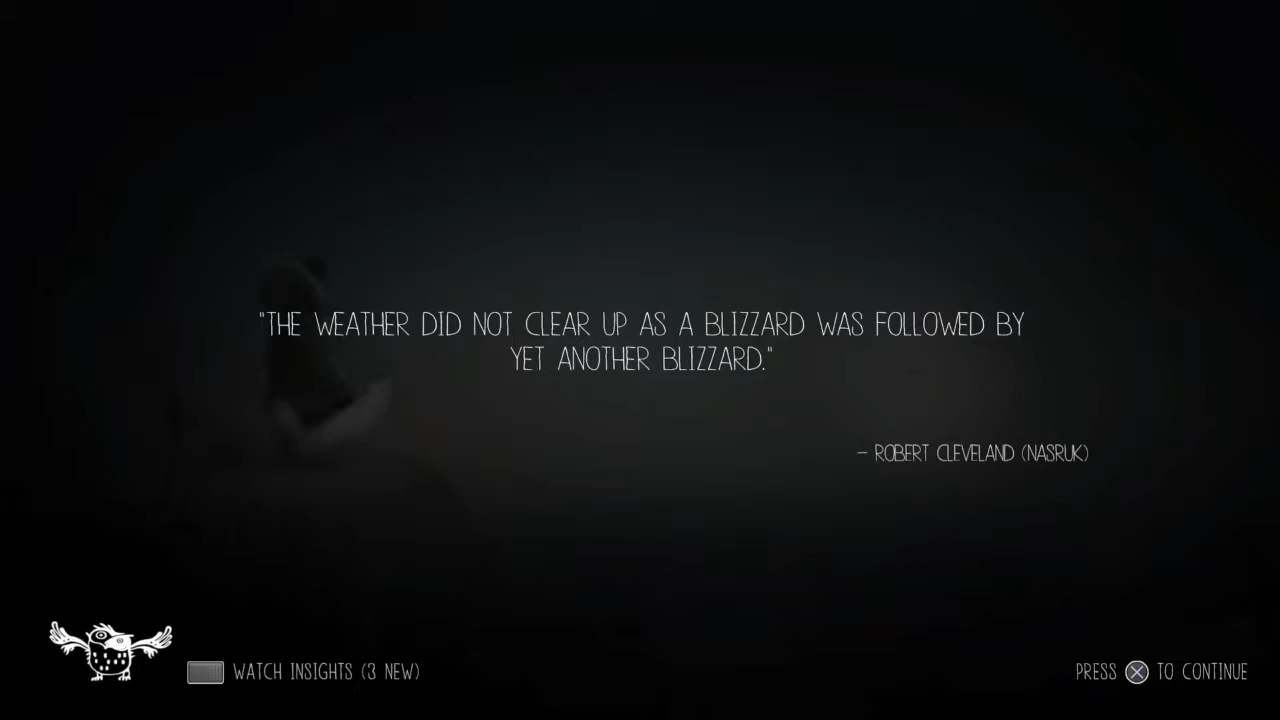 "THE WEATHER DID NOT CLEAR UP AS A BLIZZARD WAS FOLLOWED BY
YET ANOTHER BLIZZARD."
– ROBERT CLEVELAND (NASRUK)
WATCH INSIGHTS (3 NEW)
PRESS TO CONTINUE